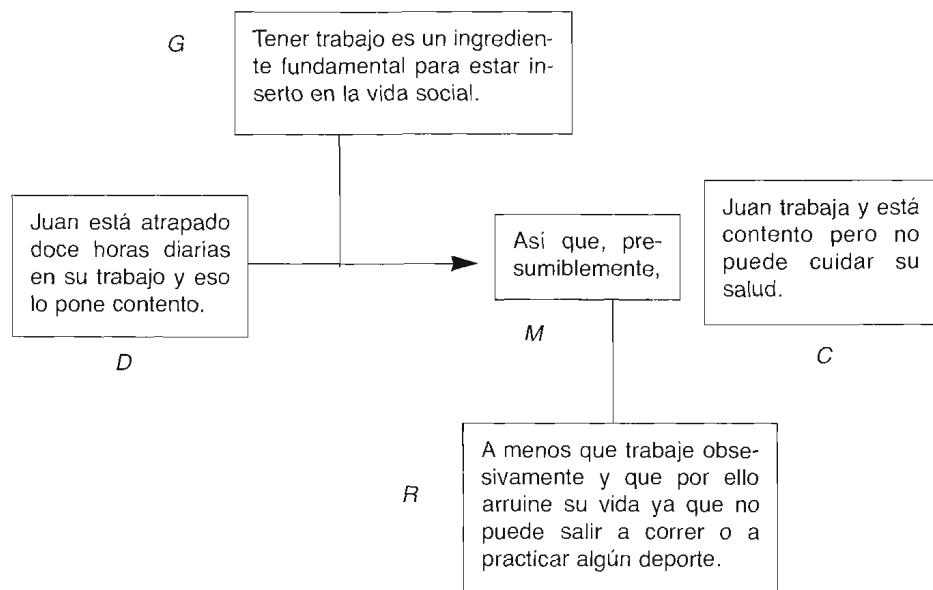 G
Tener trabajo es un ingredien-
te fundamental para estar in-
serto en la vida social.
Juan está atrapado
doce horas diarias
en su trabajo y eso
lo pone contento.
D
Así que, pre-
sumiblemente,
M
Juan trabaja y está
contento pero no
puede cuidar su
salud.
C
R
A menos que trabaje obse-
sivamente y que por ello
arruine su vida ya que no
puede salir a correr o a
practicar algún deporte.